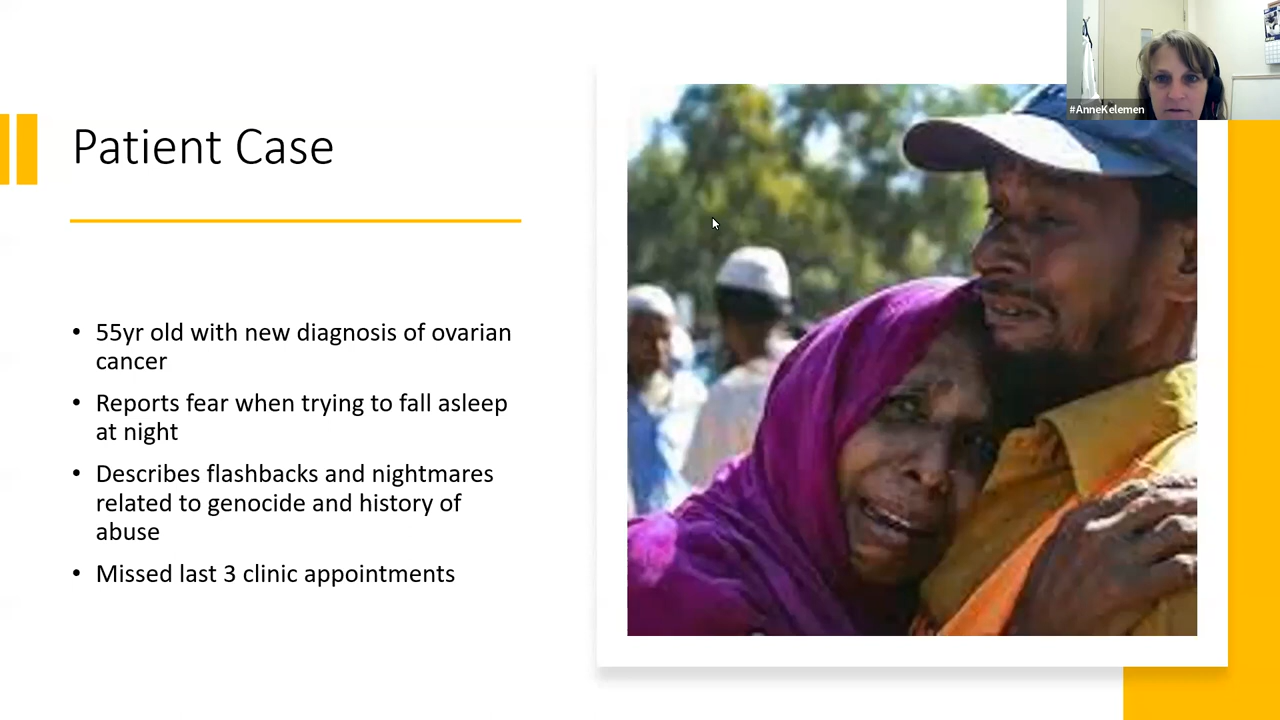 #AnneKelemen
Patient Case
• 55yr old with new diagnosis of ovarian
cancer
• Reports fear when trying to fall asleep
at night
• Describes flashbacks and nightmares
related to genocide and history of
abuse
• Missed last 3 clinic appointments